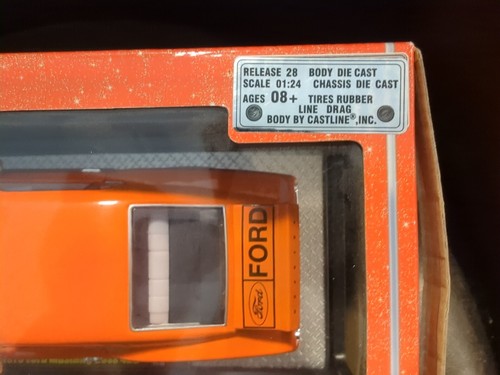 RELEASE 28 BODY DIE CAST
SCALE 01:24 CHASSIS DIE CAST
AGES 08+ TIRES RUBBER
LINE DRAG
BODY BY CASTLINE®, INC.
FORD
Ford